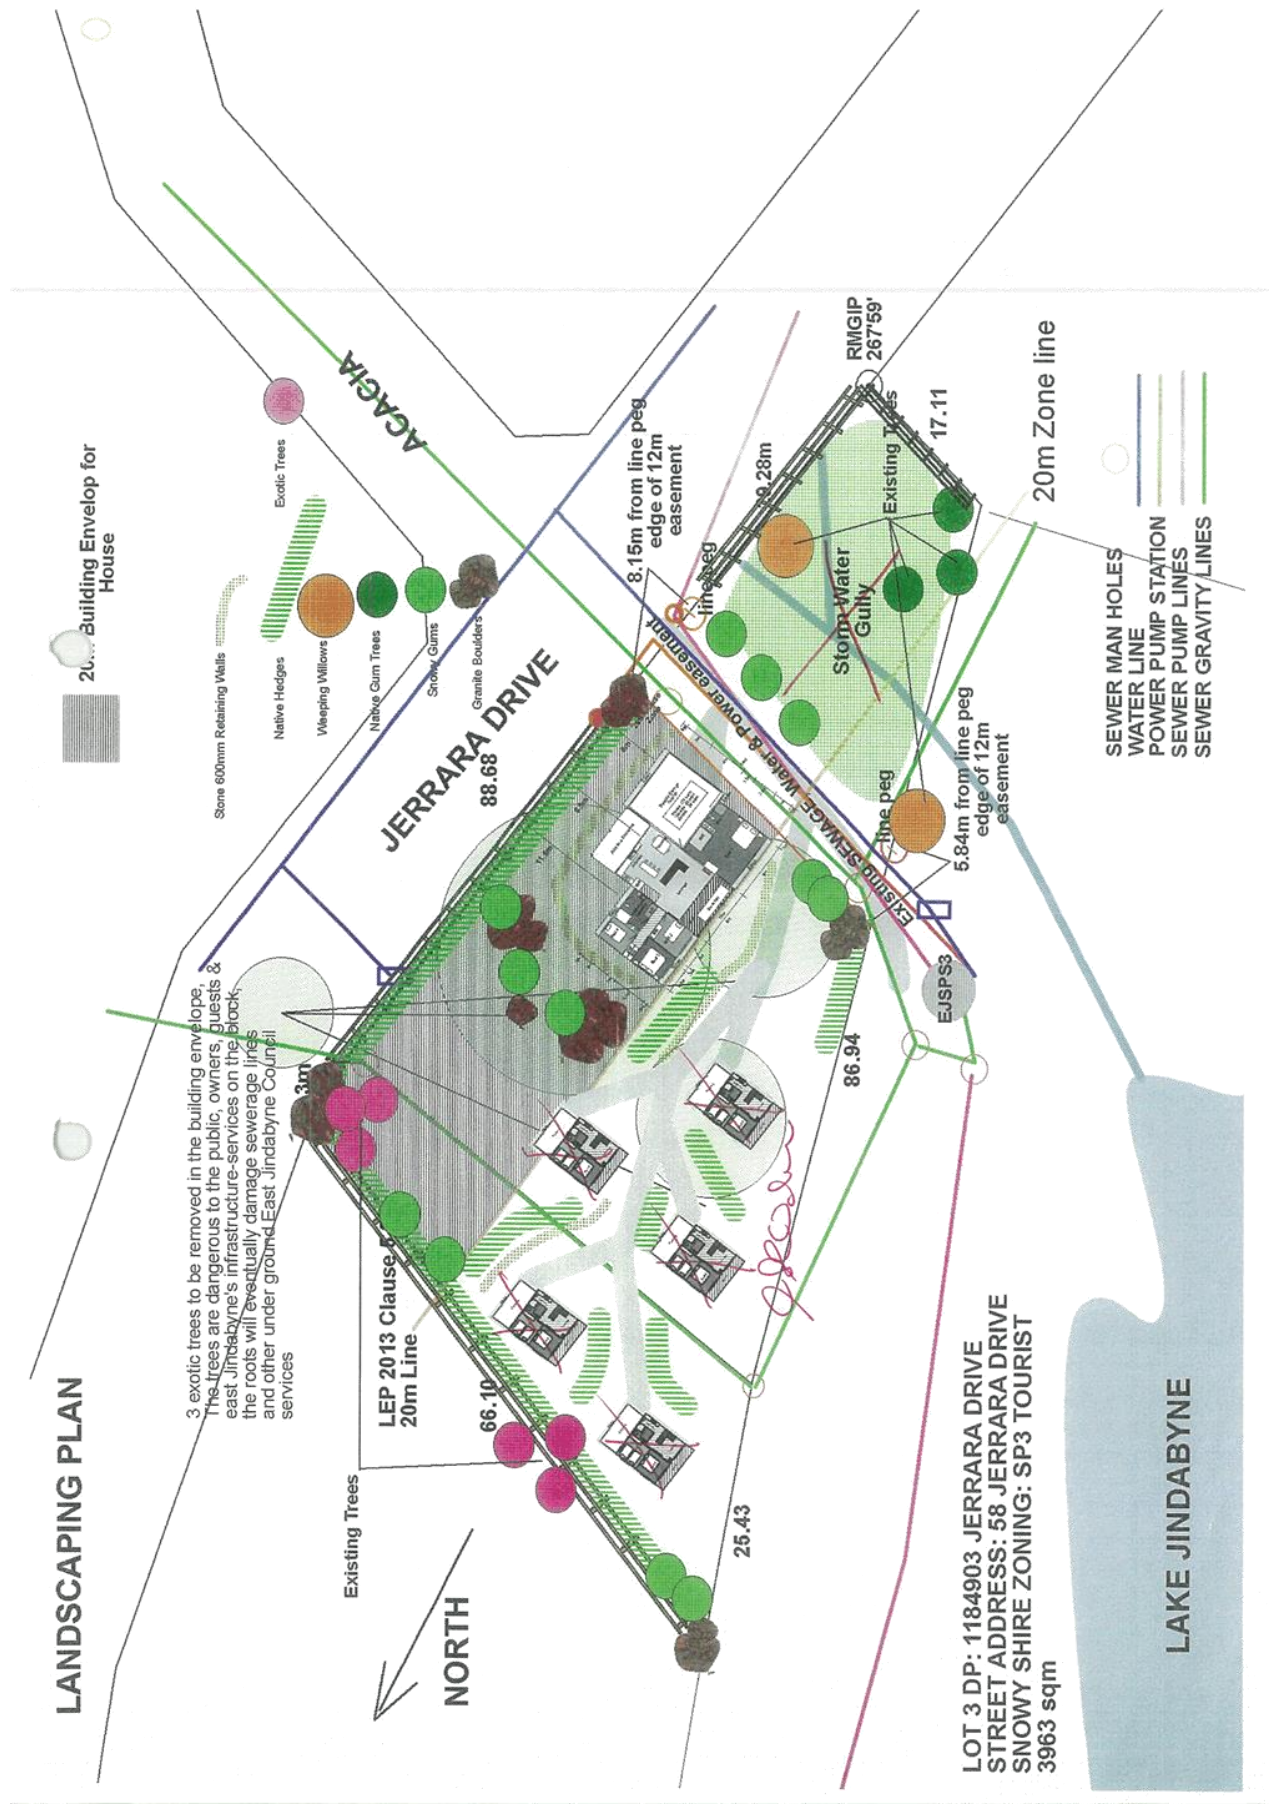 LANDSCAPING PLAN
3 exotic trees to be removed in the building envelope,
The trees are dangerous to the public, owners, guests &
east Jindabyne's infrastructure-services on the block,
the roots will eventually damage sewerage lines
and other under ground East Jindabyne Council
services
Building Envelop for
House
Stone 600mm Retaining Walls
Native Hedges
Exotic Trees
Weeping Willows
Native Gum Trees
Snowy Gums
Granite Boulders
ACACIA
JERRARA DRIVE
88.68
3m
LEP 2013 Clause
20m Line
66.10
Existing Trees
NORTH
25.43
86.94
8.15m from line peg
edge of 12m
easement
line peg
9.28m
RMGIP
267'59'
17.11
Existing Trees
Storm Water
Gully
20m Zone line
Existing SEWAGE, Water & Power easement
line peg
5.84m from line peg
edge of 12m
easement
EJSPS3
SEWER MAN HOLES
WATER LINE
POWER PUMP STATION
SEWER PUMP LINES
SEWER GRAVITY LINES
LOT 3 DP: 1184903 JERRARA DRIVE
STREET ADDRESS: 58 JERRARA DRIVE
SNOWY SHIRE ZONING: SP3 TOURIST
3963 sqm
LAKE JINDABYNE